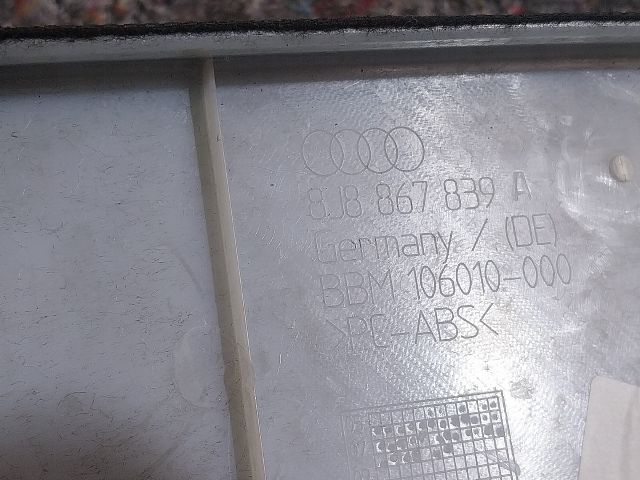 8J8 867 839 A
Germany / (DE)
BBM 106010-000
>PC-ABS<